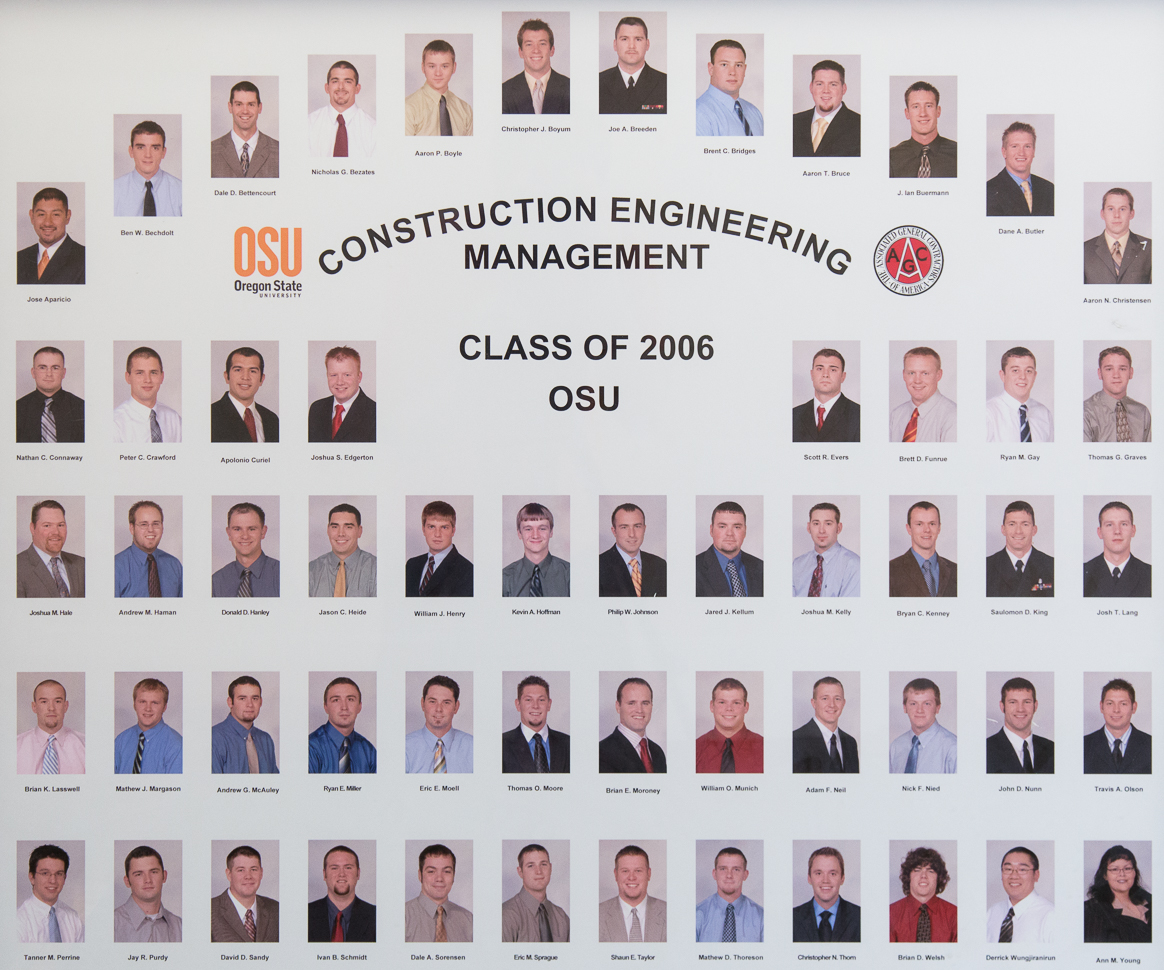 Christopher J. Boyum
Joe A. Breeden
Aaron P. Boyle
Brent C. Bridges
Nicholas G. Bezates
Aaron T. Bruce
Dale D. Bettencourt
J. Ian Buermann
Ben W. Bechdolt
Dane A. Butler
Jose Aparicio
Aaron N. Christensen
OSU
Oregon State
UNIVERSITY
CONSTRUCTION ENGINEERING
MANAGEMENT
THE ASSOCIATED GENERAL CONTRACTORS OF AMERICA
AGC
CLASS OF 2006
OSU
Nathan C. Connaway
Peter C. Crawford
Apolonio Curiel
Joshua S. Edgerton
Scott R. Evers
Brett D. Funrue
Ryan M. Gay
Thomas G. Graves
Joshua M. Hale
Andrew M. Haman
Donald D. Hanley
Jason C. Heide
William J. Henry
Kevin A. Hoffman
Philip W. Johnson
Jared J. Kellum
Joshua M. Kelly
Bryan C. Kenney
Saulomon D. King
Josh T. Lang
Brian K. Lasswell
Mathew J. Margason
Andrew G. McAuley
Ryan E. Miller
Eric E. Moell
Thomas O. Moore
Brian E. Moroney
William O. Munich
Adam F. Neil
Nick F. Nied
John D. Nunn
Travis A. Olson
Tanner M. Perrine
Jay R. Purdy
David D. Sandy
Ivan B. Schmidt
Dale A. Sorensen
Eric M. Sprague
Shaun E. Taylor
Mathew D. Thoreson
Christopher N. Thorn
Brian D. Welsh
Derrick Wungjiranirun
Ann M. Young